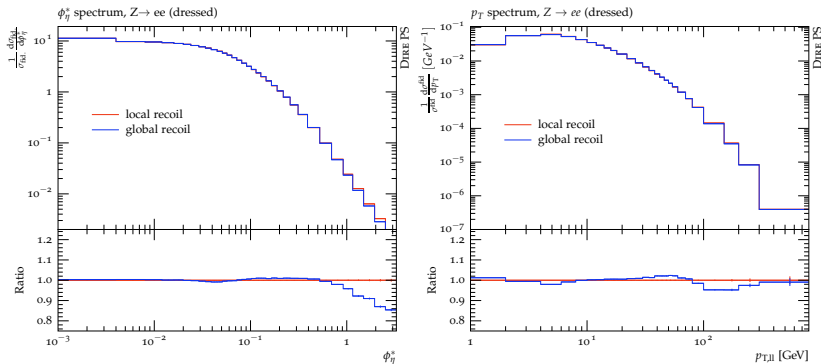 ϕ*η spectrum, Z → ee (dressed)
1/σfid. dσfid/dϕ*η
DIRE PS
10¹
1
10⁻¹
10⁻²
local recoil
global recoil
Ratio
1.2
1.1
1.0
0.9
0.8
10⁻³
10⁻²
10⁻¹
1
ϕ*η
pT spectrum, Z → ee (dressed)
1/σfid dσfid/dpT [GeV⁻¹]
DIRE PS
10⁻¹
10⁻²
10⁻³
10⁻⁴
10⁻⁵
10⁻⁶
10⁻⁷
local recoil
global recoil
Ratio
1.2
1.1
1.0
0.9
0.8
1
10¹
10²
pT,ll [GeV]